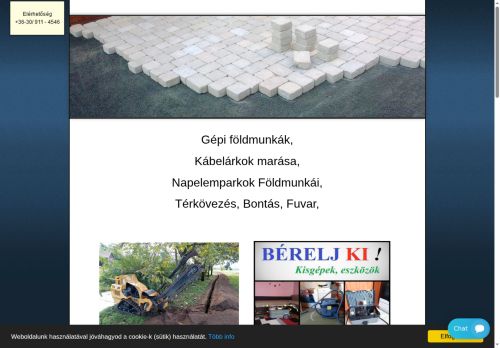 Elérhetőség
+36-30/ 911 - 4546
Gépi földmunkák,
Kábelárkok marása,
Napelemparkok Földmunkái,
Térkövezés, Bontás, Fuvar,
BÉRELJ KI !
Kisgépek, eszközök
Weboldalunk használatával jóváhagyod a cookie-k (sütik) használatát. Több info
Chat